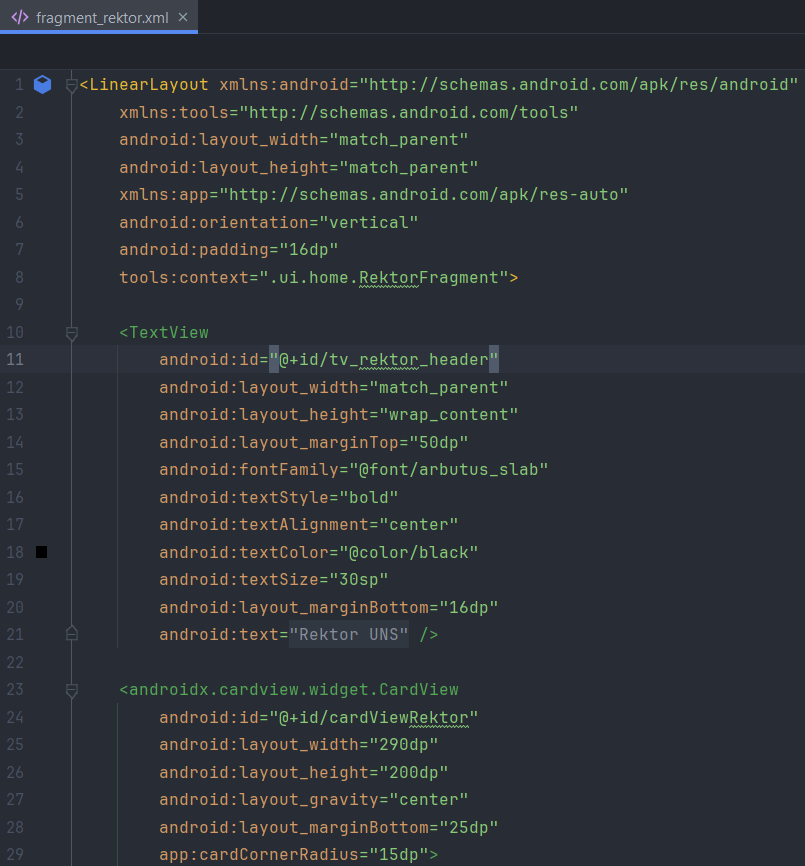 fragment_rektor.xml
1 <LinearLayout xmlns:android="http://schemas.android.com/apk/res/android"
2 xmlns:tools="http://schemas.android.com/tools"
3 android:layout_width="match_parent"
4 android:layout_height="match_parent"
5 xmlns:app="http://schemas.android.com/apk/res-auto"
6 android:orientation="vertical"
7 android:padding="16dp"
8 tools:context=".ui.home.RektorFragment">
9
10 <TextView
11 android:id="@+id/tv_rektor_header"
12 android:layout_width="match_parent"
13 android:layout_height="wrap_content"
14 android:layout_marginTop="50dp"
15 android:fontFamily="@font/arbutus_slab"
16 android:textStyle="bold"
17 android:textAlignment="center"
18 android:textColor="@color/black"
19 android:textSize="30sp"
20 android:layout_marginBottom="16dp"
21 android:text="Rektor UNS" />
22
23 <androidx.cardview.widget.CardView
24 android:id="@+id/cardViewRektor"
25 android:layout_width="290dp"
26 android:layout_height="200dp"
27 android:layout_gravity="center"
28 android:layout_marginBottom="25dp"
29 app:cardCornerRadius="15dp">